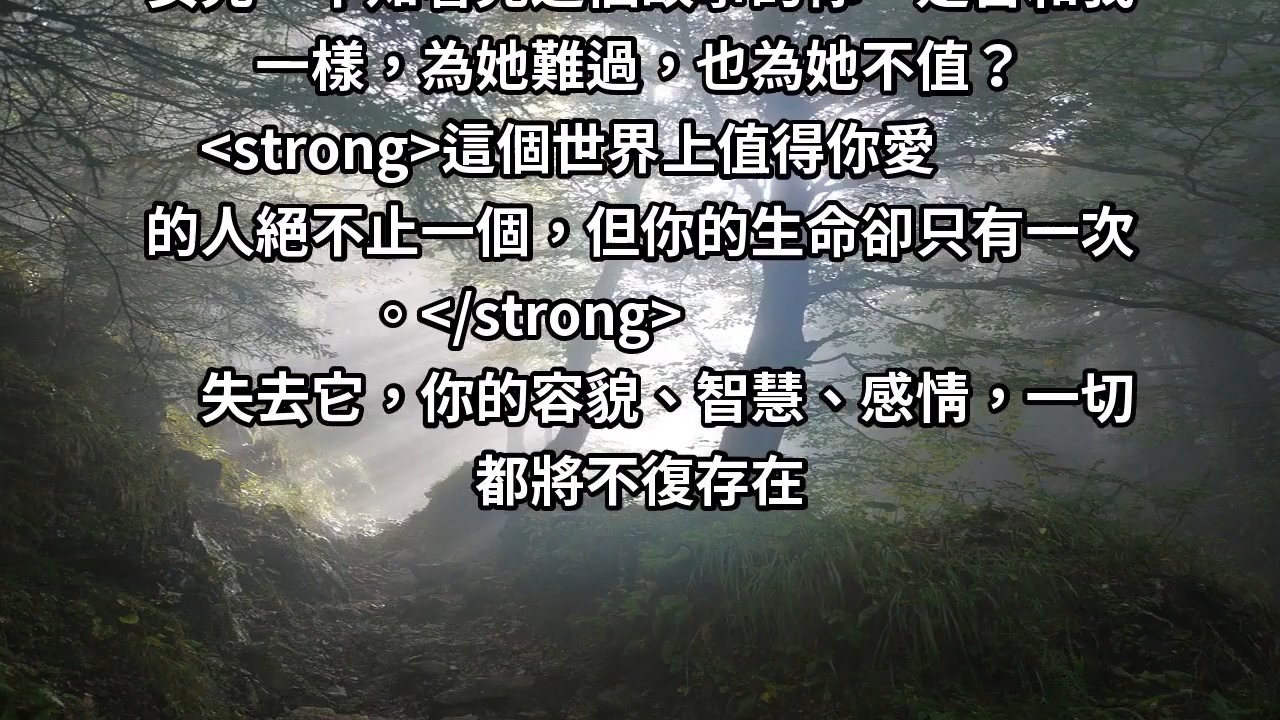 一樣，為她難過，也為她不值？
<strong>這個世界上值得你愛
的人絕不止一個，但你的生命卻只有一次
。</strong>
失去它，你的容貌、智慧、感情，一切
都將不復存在